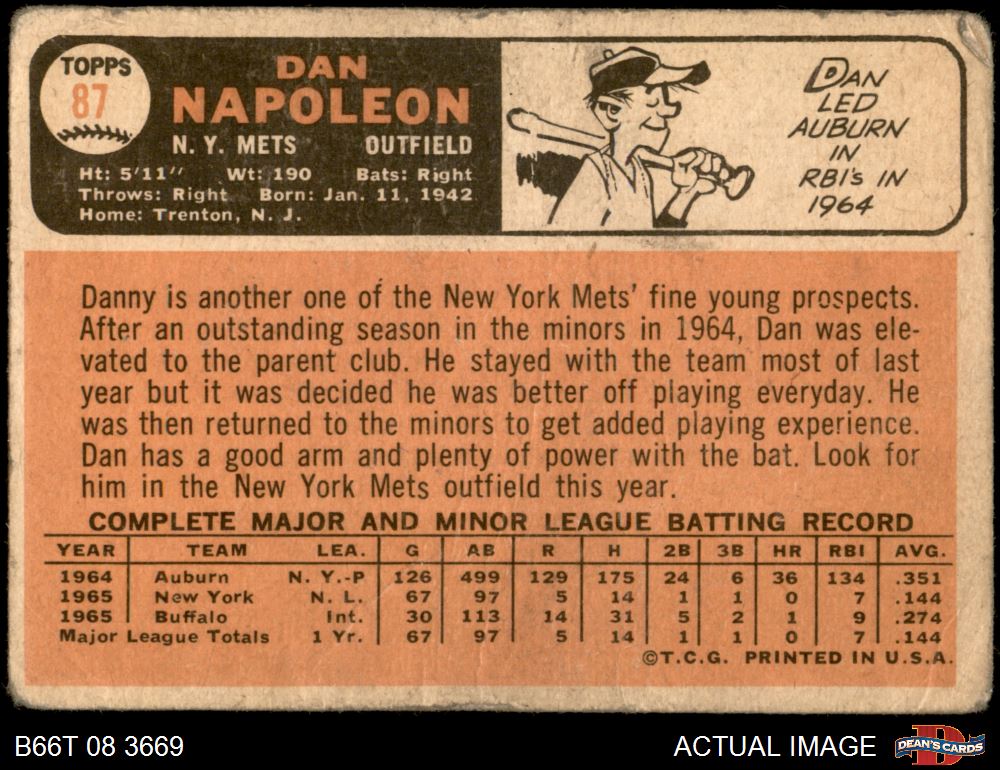 TOPPS
87
DAN
NAPOLEON
N. Y. METS OUTFIELD
Ht: 5'11" Wt: 190 Bats: Right
Throws: Right Born: Jan. 11, 1942
Home: Trenton, N. J.
DAN
LED
AUBURN
IN
RBI's IN
1964
Danny is another one of the New York Mets' fine young prospects.
After an outstanding season in the minors in 1964, Dan was ele-
vated to the parent club. He stayed with the team most of last
year but it was decided he was better off playing everyday. He
was then returned to the minors to get added playing experience.
Dan has a good arm and plenty of power with the bat. Look for
him in the New York Mets outfield this year.
COMPLETE MAJOR AND MINOR LEAGUE BATTING RECORD
YEAR TEAM LEA. G AB R H 2B 3B HR RBI AVG.
1964 Auburn N. Y.-P 126 499 129 175 24 6 36 134 .351
1965 New York N. L. 67 97 5 14 1 1 0 7 .144
1965 Buffalo Int. 30 113 14 31 5 2 1 9 .274
Major League Totals 1 Yr. 67 97 5 14 1 1 0 7 .144
©T.C.G. PRINTED IN U.S.A.
B66T 08 3669
ACTUAL IMAGE
D
DEAN'S CARDS